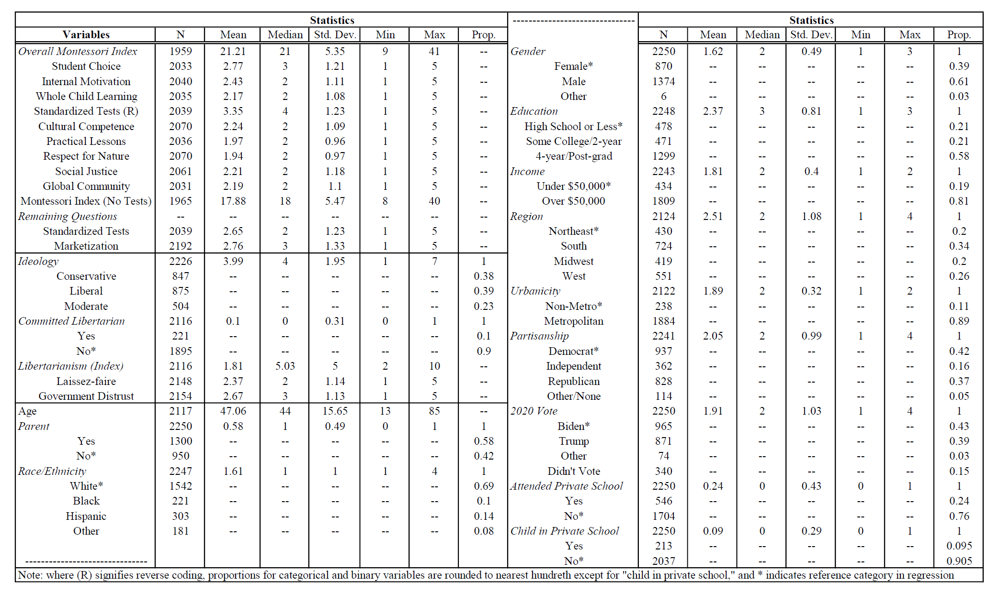 Statistics ------------------------------- Statistics
Variables N Mean Median Std. Dev. Min Max Prop. N Mean Median Std. Dev. Min Max Prop.
Overall Montessori Index 1959 21.21 21 5.35 9 41 -- Gender 2250 1.62 2 0.49 1 3 1
Student Choice 2033 2.77 3 1.21 1 5 -- Female* 870 -- -- -- -- -- 0.39
Internal Motivation 2040 2.43 2 1.11 1 5 -- Male 1374 -- -- -- -- -- 0.61
Whole Child Learning 2035 2.17 2 1.08 1 5 -- Other 6 -- -- -- -- -- 0.03
Standardized Tests (R) 2039 3.35 4 1.23 1 5 -- Education 2248 2.37 3 0.81 1 3 1
Cultural Competence 2070 2.24 2 1.09 1 5 -- High School or Less* 478 -- -- -- -- -- 0.21
Practical Lessons 2036 1.97 2 0.96 1 5 -- Some College/2-year 471 -- -- -- -- -- 0.21
Respect for Nature 2070 1.94 2 0.97 1 5 -- 4-year/Post-grad 1299 -- -- -- -- -- 0.58
Social Justice 2061 2.21 2 1.18 1 5 -- Income 2243 1.81 2 0.4 1 2 1
Global Community 2031 2.19 2 1.1 1 5 -- Under $50,000* 434 -- -- -- -- -- 0.19
Montessori Index (No Tests) 1965 17.88 18 5.47 8 40 -- Over $50,000 1809 -- -- -- -- -- 0.81
Remaining Questions -- -- -- -- -- -- -- Region 2124 2.51 2 1.08 1 4 1
Standardized Tests 2039 2.65 2 1.23 1 5 -- Northeast* 430 -- -- -- -- -- 0.2
Marketization 2192 2.76 3 1.33 1 5 -- South 724 -- -- -- -- -- 0.34
Ideology 2226 3.99 4 1.95 1 7 1 Midwest 419 -- -- -- -- -- 0.2
Conservative 847 -- -- -- -- -- 0.38 West 551 -- -- -- -- -- 0.26
Liberal 875 -- -- -- -- -- 0.39 Urbanicity 2122 1.89 2 0.32 1 2 1
Moderate 504 -- -- -- -- -- 0.23 Non-Metro* 238 -- -- -- -- -- 0.11
Committed Libertarian 2116 0.1 0 0.31 0 1 1 Metropolitan 1884 -- -- -- -- -- 0.89
Yes 221 -- -- -- -- -- 0.1 Partisanship 2241 2.05 2 0.99 1 4 1
No* 1895 -- -- -- -- -- 0.9 Democrat* 937 -- -- -- -- -- 0.42
Libertarianism (Index) 2116 1.81 5.03 5 2 10 -- Independent 362 -- -- -- -- -- 0.16
Laissez-faire 2148 2.37 2 1.14 1 5 -- Republican 828 -- -- -- -- -- 0.37
Government Distrust 2154 2.67 3 1.13 1 5 -- Other/None 114 -- -- -- -- -- 0.05
Age 2117 47.06 44 15.65 13 85 -- 2020 Vote 2250 1.91 2 1.03 1 4 1
Parent 2250 0.58 1 0.49 0 1 1 Biden* 965 -- -- -- -- -- 0.43
Yes 1300 -- -- -- -- -- 0.58 Trump 871 -- -- -- -- -- 0.39
No* 950 -- -- -- -- -- 0.42 Other 74 -- -- -- -- -- 0.03
Race/Ethnicity 2247 1.61 1 1 1 4 1 Didn't Vote 340 -- -- -- -- -- 0.15
White* 1542 -- -- -- -- -- 0.69 Attended Private School 2250 0.24 0 0.43 0 1 1
Black 221 -- -- -- -- -- 0.1 Yes 546 -- -- -- -- -- 0.24
Hispanic 303 -- -- -- -- -- 0.14 No* 1704 -- -- -- -- -- 0.76
Other 181 -- -- -- -- -- 0.08 Child in Private School 2250 0.09 0 0.29 0 1 1
Yes 213 -- -- -- -- -- 0.095
------------------------------- No* 2037 -- -- -- -- -- 0.905
Note: where (R) signifies reverse coding, proportions for categorical and binary variables are rounded to nearest hundreth except for "child in private school," and * indicates reference category in regression